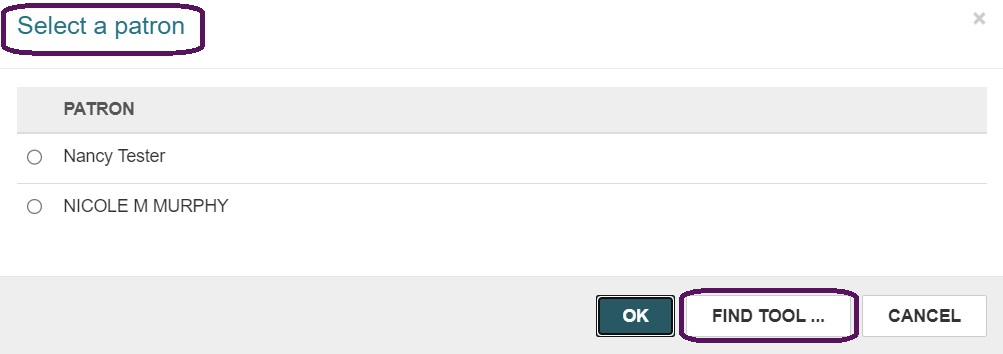 Select a patron
×
PATRON
Nancy Tester
NICOLE M MURPHY
OK FIND TOOL ... CANCEL